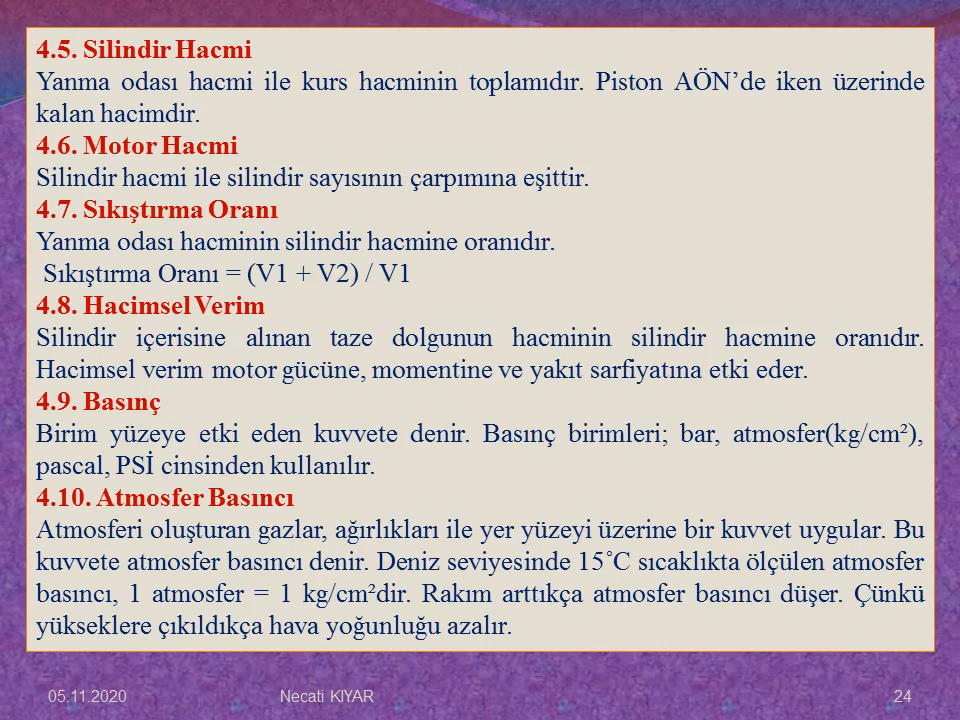 4.5. Silindir Hacmi
Yanma odası hacmi ile kurs hacminin toplamıdır. Piston AÖN’de iken üzerinde
kalan hacimdir.
4.6. Motor Hacmi
Silindir hacmi ile silindir sayısının çarpımına eşittir.
4.7. Sıkıştırma Oranı
Yanma odası hacminin silindir hacmine oranıdır.
Sıkıştırma Oranı = (V1 + V2) / V1
4.8. Hacimsel Verim
Silindir içerisine alınan taze dolgunun hacminin silindir hacmine oranıdır.
Hacimsel verim motor gücüne, momentine ve yakıt sarfiyatına etki eder.
4.9. Basınç
Birim yüzeye etki eden kuvvete denir. Basınç birimleri; bar, atmosfer(kg/cm²),
pascal, PSİ cinsinden kullanılır.
4.10. Atmosfer Basıncı
Atmosferi oluşturan gazlar, ağırlıkları ile yer yüzeyi üzerine bir kuvvet uygular. Bu
kuvvete atmosfer basıncı denir. Deniz seviyesinde 15˚C sıcaklıkta ölçülen atmosfer
basıncı, 1 atmosfer = 1 kg/cm²dir. Rakım arttıkça atmosfer basıncı düşer. Çünkü
yükseklere çıkıldıkça hava yoğunluğu azalır.
05.11.2020 Necati KIYAR 24